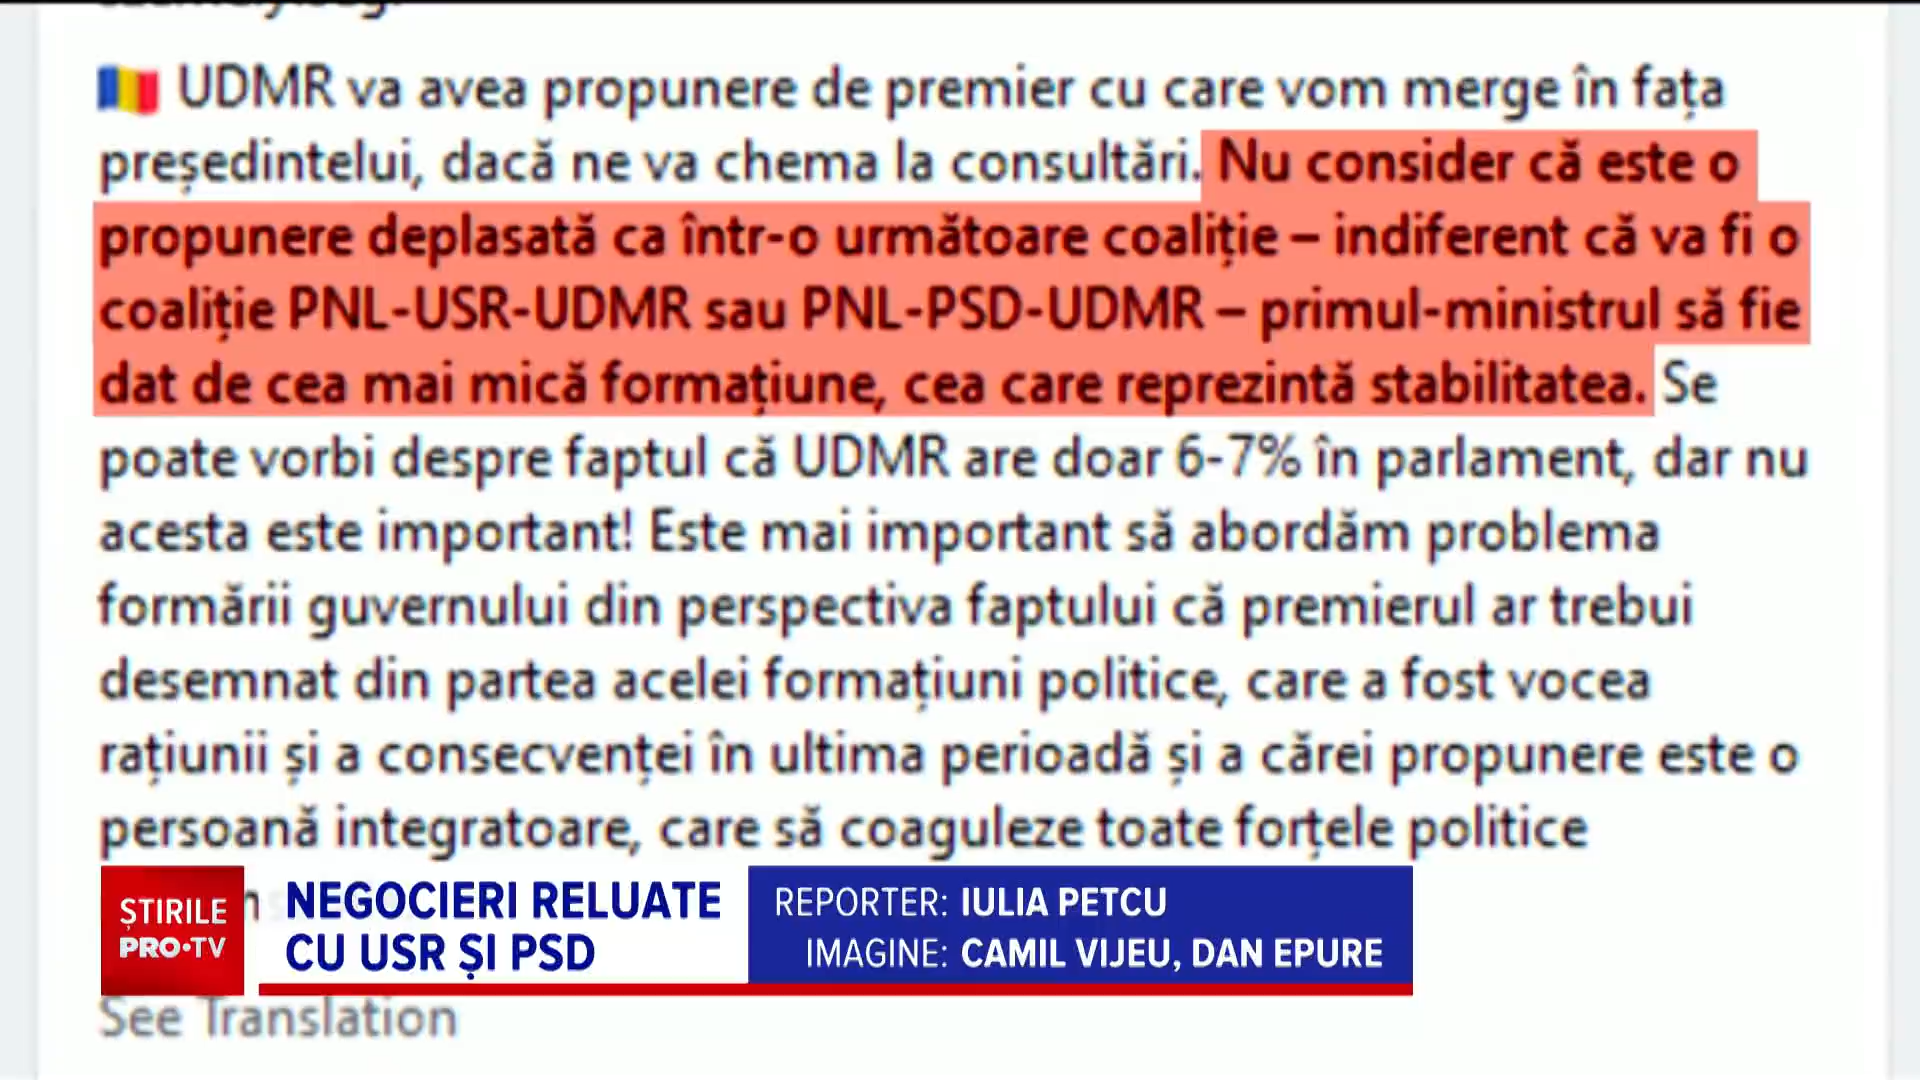 UDMR va avea propunere de premier cu care vom merge în fața
președintelui, dacă ne va chema la consultări. Nu consider că este o
propunere deplasată ca într-o următoare coaliție – indiferent că va fi o
coaliție PNL-USR-UDMR sau PNL-PSD-UDMR – primul-ministrul să fie
dat de cea mai mică formațiune, cea care reprezintă stabilitatea. Se
poate vorbi despre faptul că UDMR are doar 6-7% în parlament, dar nu
acesta este important! Este mai important să abordăm problema
formării guvernului din perspectiva faptului că premierul ar trebui
desemnat din partea acelei formațiuni politice, care a fost vocea
rațiunii și a consecvenței în ultima perioadă și a cărei propunere este o
persoană integratoare, care să coaguleze toate forțele politice
ȘTIRILE
PRO•TV
NEGOCIERI RELUATE
CU USR ȘI PSD
REPORTER: IULIA PETCU
IMAGINE: CAMIL VIJEU, DAN EPURE
See Translation